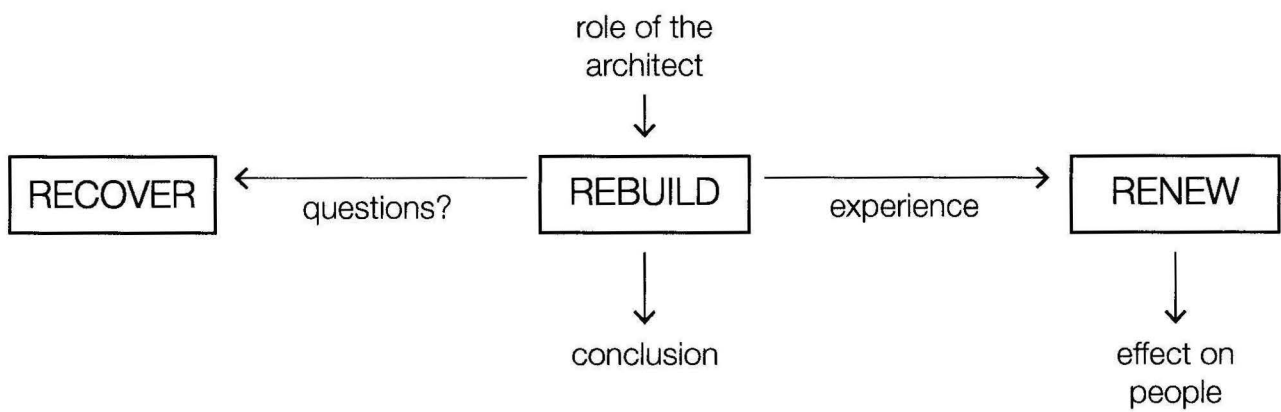 role of the
architect
RECOVER
questions?
REBUILD
experience
RENEW
conclusion
effect on
people